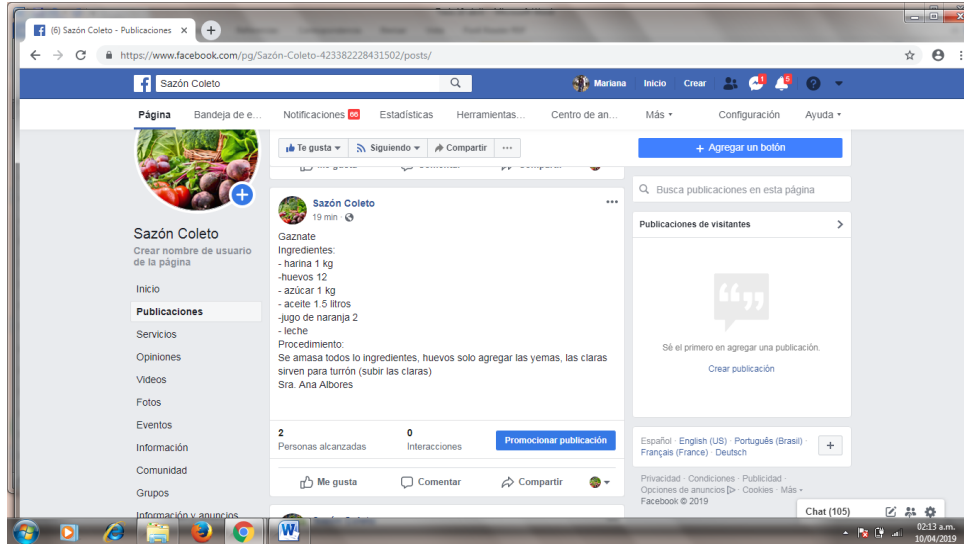 (6) Sazón Coleto - Publicaciones
https://www.facebook.com/pg/Sazón-Coleto-423382228431502/posts/
Sazón Coleto
Mariana
Inicio
Crear
1
5
Página
Bandeja de e...
Notificaciones 66
Estadísticas
Herramientas...
Centro de an...
Más
Configuración
Ayuda
Te gusta
Siguiendo
Compartir
+ Agregar un botón
Sazón Coleto
Crear nombre de usuario
de la página
Inicio
Publicaciones
Servicios
Opiniones
Videos
Fotos
Eventos
Información
Comunidad
Grupos
Información y anuncios
Sazón Coleto
19 min
Gaznate
Ingredientes:
- harina 1 kg
-huevos 12
- azúcar 1 kg
- aceite 1.5 litros
-jugo de naranja 2
- leche
Procedimiento:
Se amasa todos lo ingredientes, huevos solo agregar las yemas, las claras
sirven para turrón (subir las claras)
Sra. Ana Albores
2
Personas alcanzadas
0
Interacciones
Promocionar publicación
Me gusta
Comentar
Compartir
Busca publicaciones en esta página
Publicaciones de visitantes
Sé el primero en agregar una publicación.
Crear publicación
Español · English (US) · Português (Brasil) ·
Français (France) · Deutsch
Privacidad · Condiciones · Publicidad ·
Opciones de anuncios · Cookies · Más
Facebook © 2019
Chat (105)
02:13 a.m.
10/04/2019